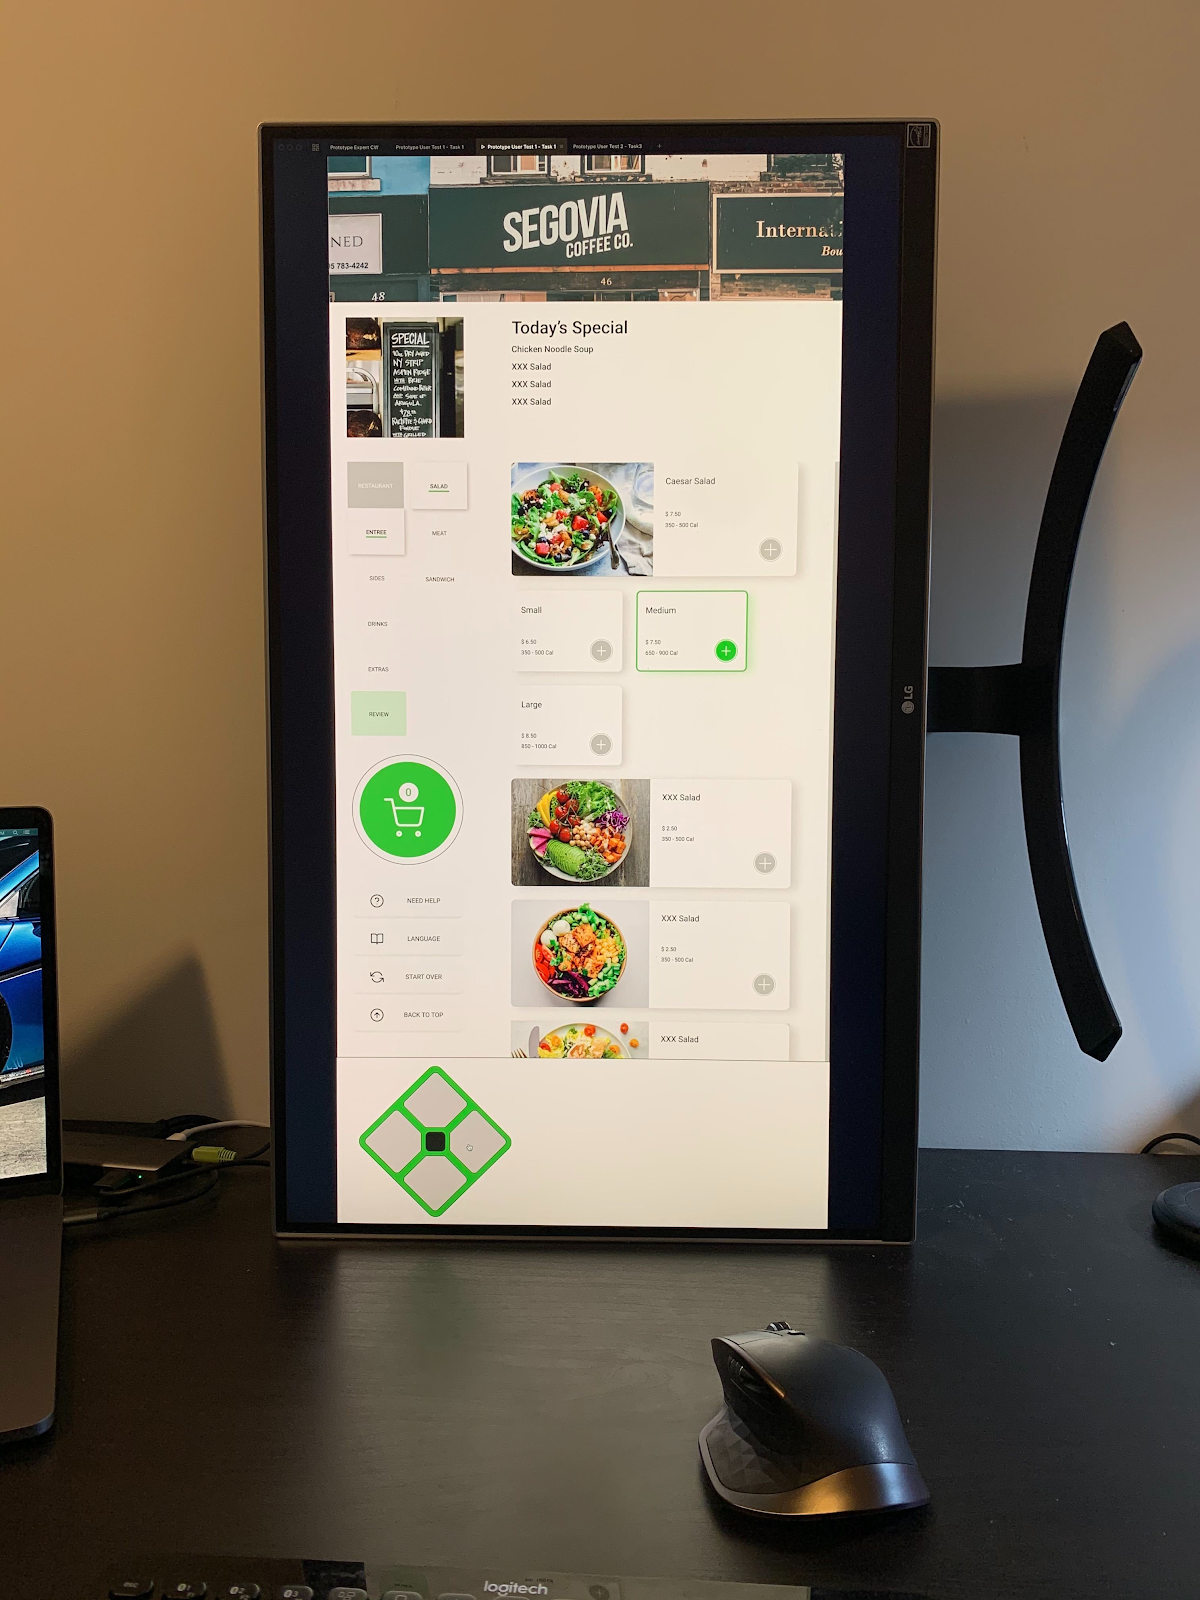 Prototype Expert CW
Prototype User Test 1 - Task 1
Prototype User Test 1 - Task 1
Prototype User Test 2 - Task3
NED
783-4242
48
SEGOVIA
COFFEE CO.
46
Interna
Bou
SPECIAL
NY STRIP
Today's Special
Chicken Noodle Soup
XXX Salad
XXX Salad
XXX Salad
RESTAURANT
SALAD
ENTREE
MEAT
SIDES
SANDWICH
DRINKS
EXTRAS
REVIEW
0
NEED HELP
LANGUAGE
START OVER
BACK TO TOP
Caesar Salad
$ 7.50
350 - 500 Cal
Small
$ 6.50
350 - 500 Cal
Medium
$ 7.50
650 - 900 Cal
Large
$ 8.50
850 - 1000 Cal
XXX Salad
$ 2.50
350 - 500 Cal
XXX Salad
$ 2.50
350 - 500 Cal
XXX Salad
LG
esc
logitech